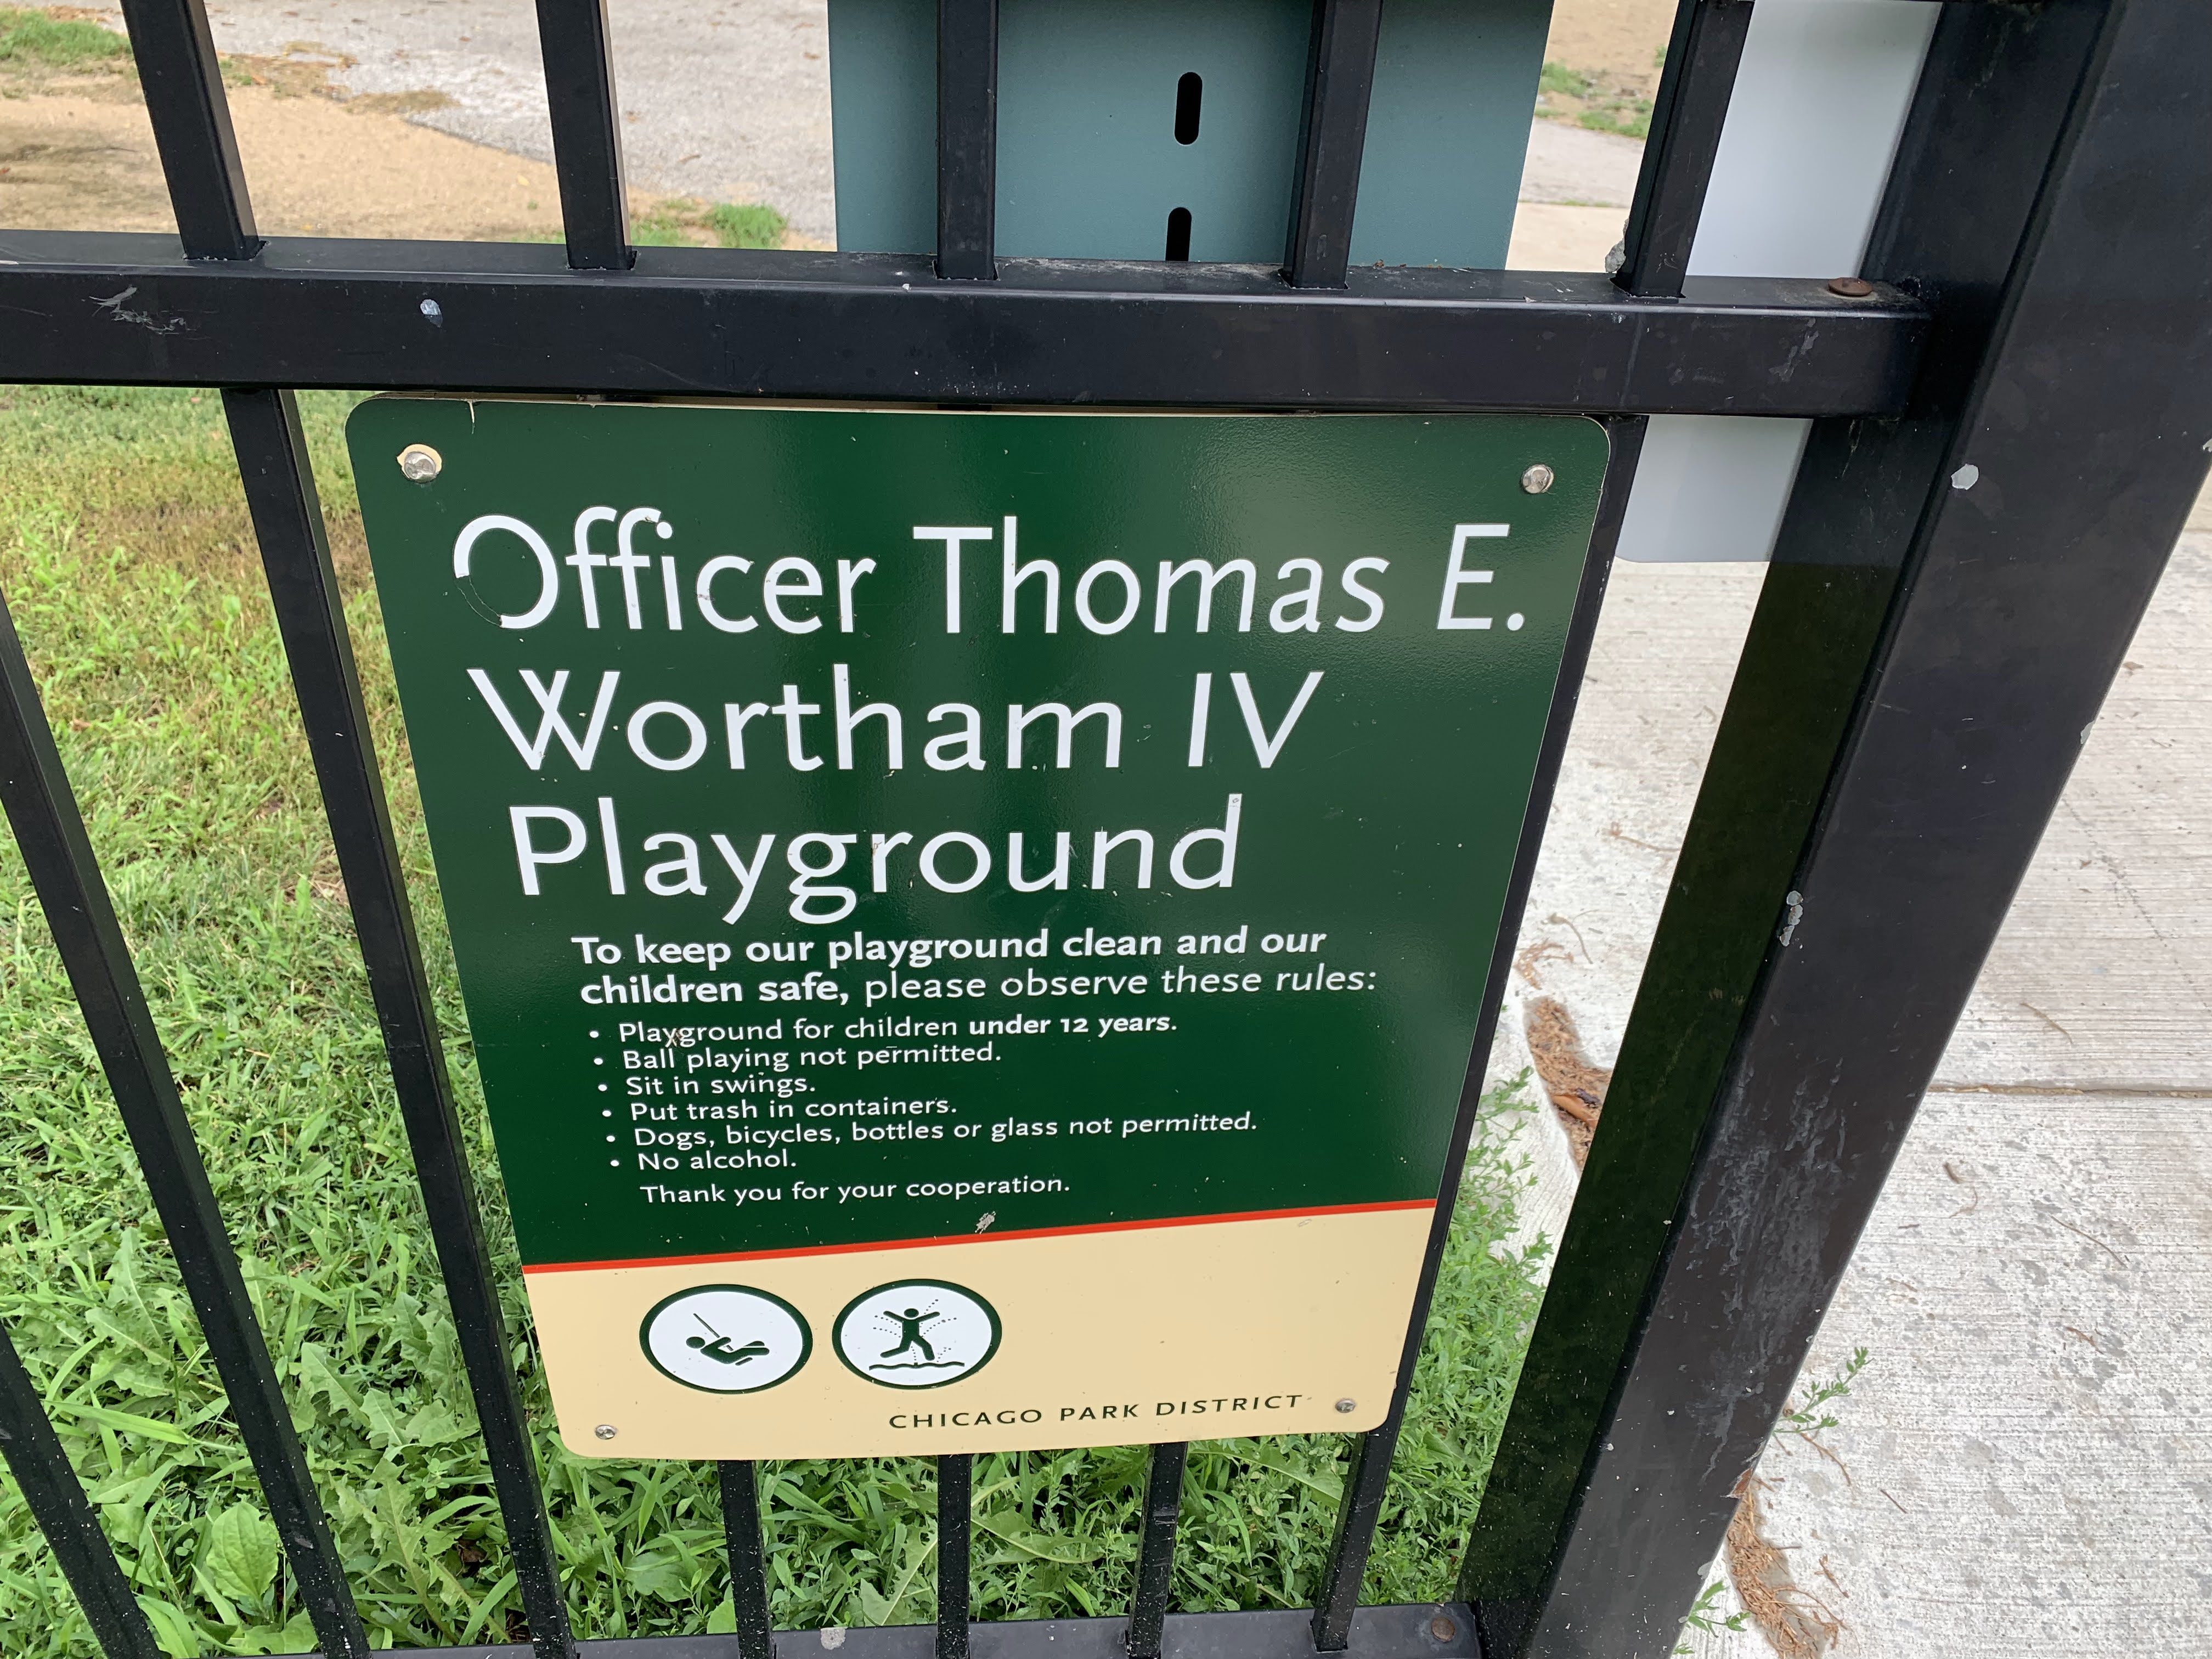 Officer Thomas E.
Wortham IV
Playground
To keep our playground clean and our
children safe, please observe these rules:
• Playground for children under 12 years.
• Ball playing not permitted.
• Sit in swings.
• Put trash in containers.
• Dogs, bicycles, bottles or glass not permitted.
• No alcohol.
Thank you for your cooperation.
CHICAGO PARK DISTRICT